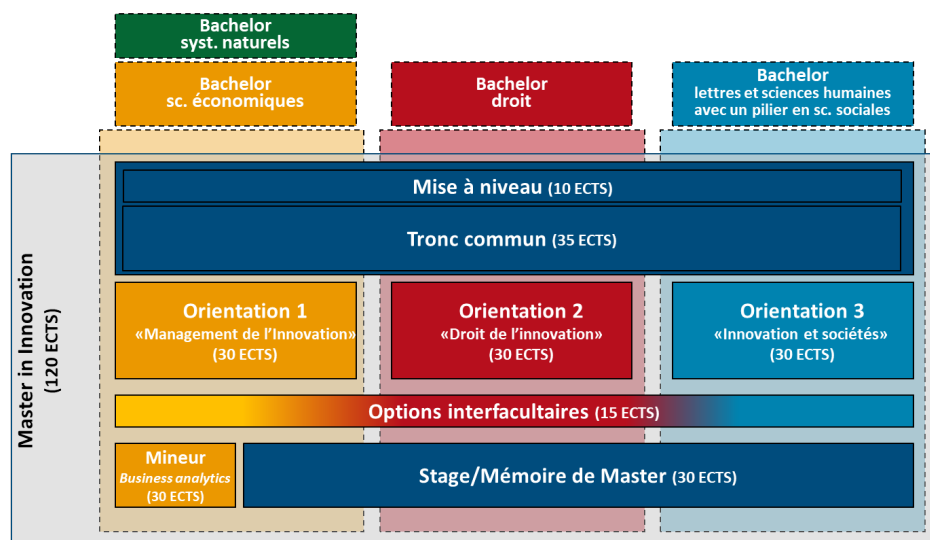 Bachelor
syst. naturels
Bachelor
sc. économiques
Bachelor
droit
Bachelor
lettres et sciences humaines
avec un pilier en sc. sociales
Master in Innovation
(120 ECTS)
Mise à niveau (10 ECTS)
Tronc commun (35 ECTS)
Orientation 1
«Management de l'Innovation»
(30 ECTS)
Orientation 2
«Droit de l'innovation»
(30 ECTS)
Orientation 3
«Innovation et sociétés»
(30 ECTS)
Options interfacultaires (15 ECTS)
Mineur
Business analytics
(30 ECTS)
Stage/Mémoire de Master (30 ECTS)